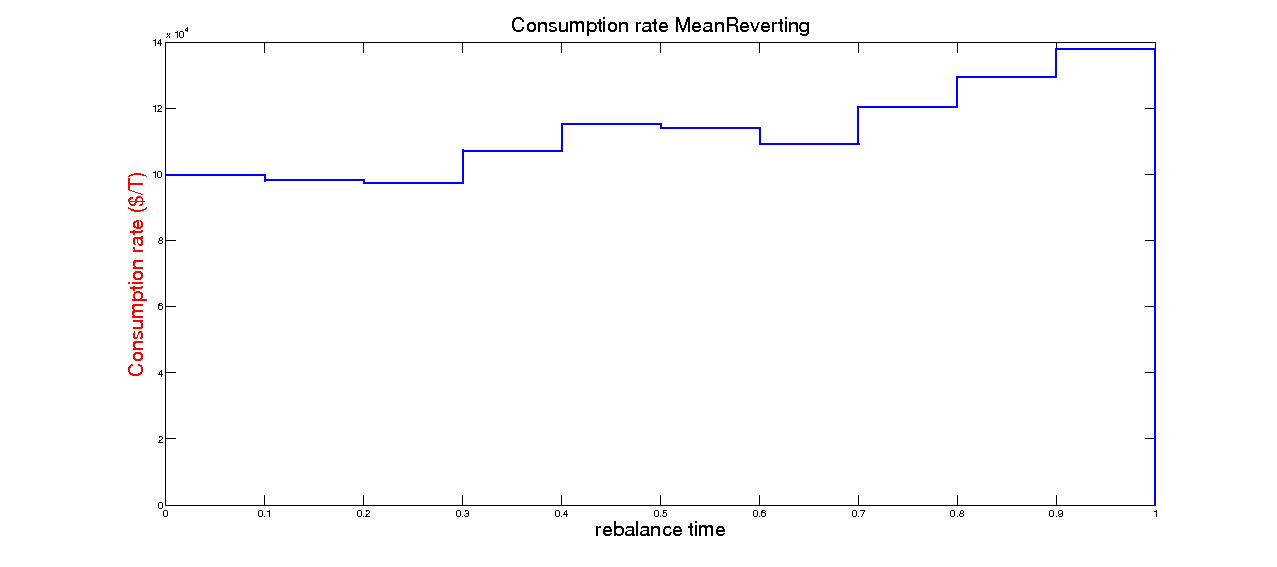 Consumption rate MeanReverting
x 10^4
14
12
10
8
6
4
2
0
Consumption rate ($/T)
0 0.1 0.2 0.3 0.4 0.5 0.6 0.7 0.8 0.9 1
rebalance time